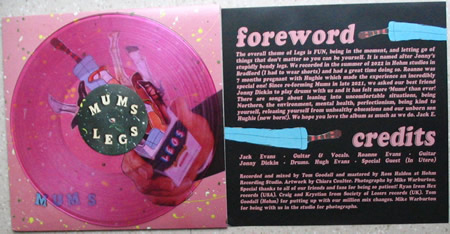 MUMS
LEGS
LEGS
MUMS
foreword
The overall theme of Legs is FUN, being in the moment, and letting go of
things that don't matter so you can be yourself. It is named after Jonny's
stupidly bendy legs. We recorded in the summer of 2022 in Hohm studios in
Bradford (I had to wear shorts) and had a great time doing so. Roanne was
7 months pregnant with Hughie which made the experience an incredibly
special one! Since re-forming Mums in late 2021, we asked our best friend
Jonny Dickin to play drums with us and it has felt more 'Mums' than ever!
There are songs about leaning into uncomfortable situations, being
Northern, the environment, mental health, perfectionism, being kind to
yourself, releasing yourself from unhealthy obsessions and our unborn son
Hughie (now born!). We hope you love the album as much as we do. Jack E.
credits
Jack Evans - Guitar & Vocals. Roanne Evans - Guitar
Jonny Dickin - Drums. Hugh Evans - Special Guest (In Utero)
Recorded and mixed by Tom Goodall and mastered by Ross Halden at Hohm
Recording Studio. Artwork by Chiara Coulter. Photographs by Mike Warburton.
Special thanks to all of our friends and fans for being so patient! Ryan from Hex
records (USA). Craig and Krystian from Society of Losers records (UK). Tom
Goodall (Hohm) for putting up with our million mix changes. Mike Warburton
for being with us in the studio for photographs.